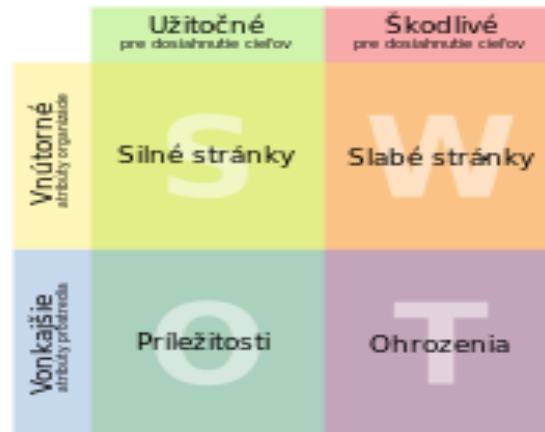 Užitočné
pre dosiahnutie cieľov
Škodlivé
pre dosiahnutie cieľov
Vnútorné
atribúty organizácie
S
Silné stránky
W
Slabé stránky
Vonkajšie
atribúty prostredia
O
Príležitosti
T
Ohrozenia